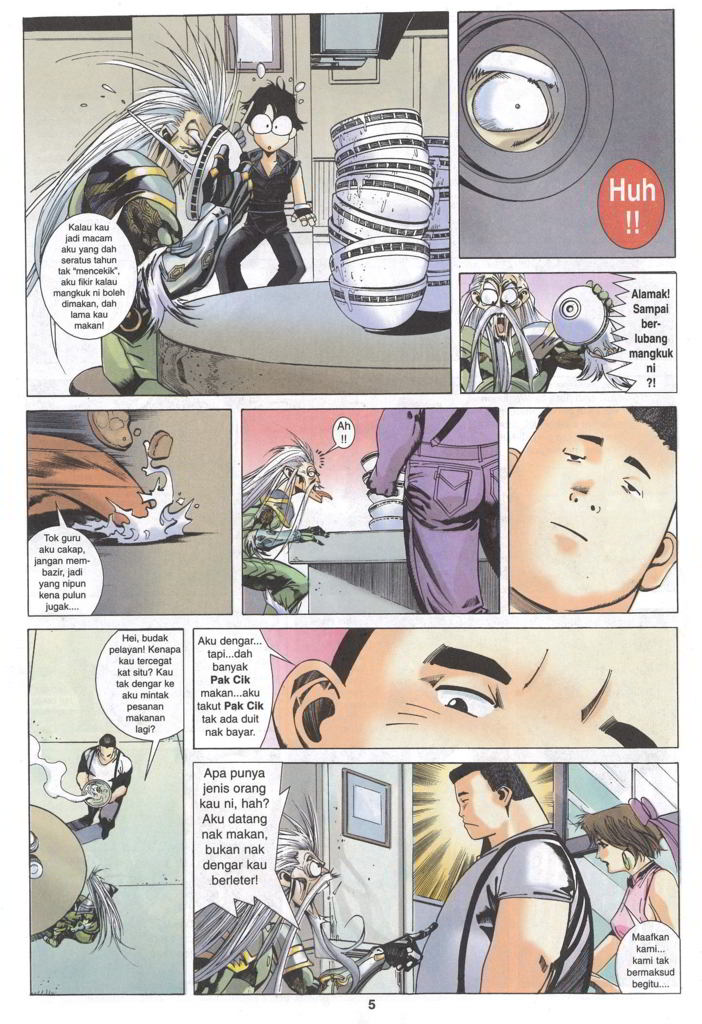 Kalau kau
jadi macam
aku yang dah
seratus tahun
tak “mencekik”,
aku fikir kalau
mangkuk ni boleh
dimakan, dah
lama kau
makan!
Huh
!!
Alamak!
Sampai
ber-
lubang
mangkuk
ni
?!
Tok guru
aku cakap,
jangan mem-
bazir, jadi
yang nipun
kena pulun
jugak....
Ah
!!
Hei, budak
pelayan! Kenapa
kau tercegat
kat situ? Kau
tak dengar ke
aku mintak
pesanan
makanan
lagi?
Aku dengar...
tapi...dah
banyak
Pak Cik
makan...aku
takut Pak Cik
tak ada duit
nak bayar.
Apa punya
jenis orang
kau ni, hah?
Aku datang
nak makan,
bukan nak
dengar kau
berleter!
Maafkan
kami...
kami tak
bermaksud
begitu....
5